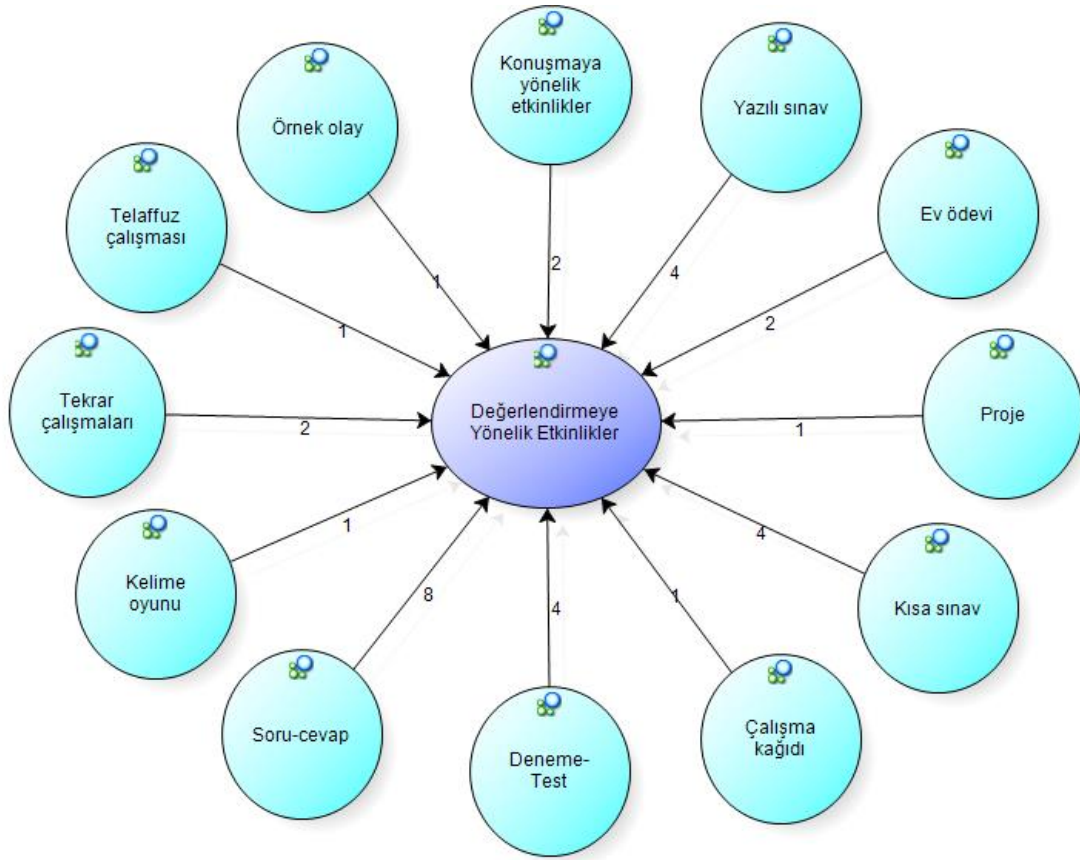 Konuşmaya
yönelik
etkinlikler
Yazılı sınav
Örnek olay
Ev ödevi
Telaffuz
çalışması
2
4
1
1
2
Tekrar
çalışmaları
Değerlendirmeye
Yönelik Etkinlikler
Proje
2
1
1
4
Kelime
oyunu
Kısa sınav
8
4
1
Soru-cevap
Çalışma
kağıdı
Deneme-
Test